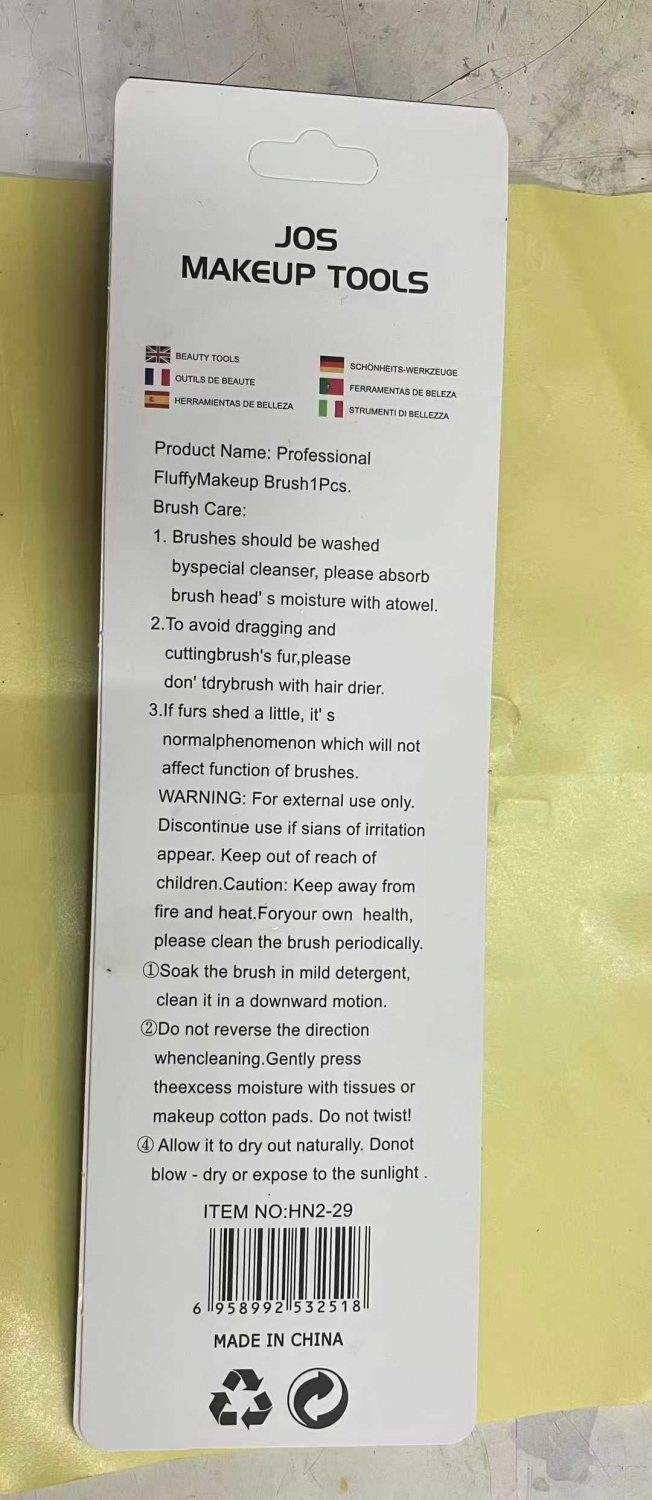 JOS
MAKEUP TOOLS
BEAUTY TOOLS
OUTILS DE BEAUTE
HERRAMIENTAS DE BELLEZA
SCHÖNHEITS-WERKZEUGE
FERRAMENTAS DE BELEZA
STRUMENTI DI BELLEZZA
Product Name: Professional
FluffyMakeup Brush1Pcs.
Brush Care:
1. Brushes should be washed
byspecial cleanser, please absorb
brush head' s moisture with atowel.
2.To avoid dragging and
cuttingbrush's fur,please
don' tdrybrush with hair drier.
3.If furs shed a little, it' s
normalphenomenon which will not
affect function of brushes.
WARNING: For external use only.
Discontinue use if sians of irritation
appear. Keep out of reach of
children.Caution: Keep away from
fire and heat.Foryour own health,
please clean the brush periodically.
①Soak the brush in mild detergent,
clean it in a downward motion.
②Do not reverse the direction
whencleaning.Gently press
theexcess moisture with tissues or
makeup cotton pads. Do not twist!
④ Allow it to dry out naturally. Donot
blow - dry or expose to the sunlight .
ITEM NO:HN2-29
6 958992 532518
MADE IN CHINA